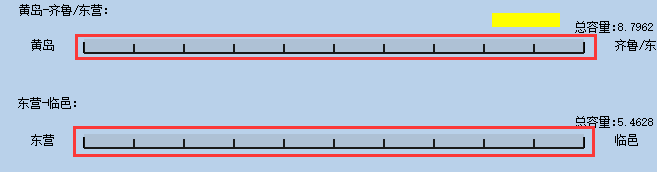 黄岛-齐鲁/东营:
总容量:8.7962
黄岛 齐鲁/东
东营-临邑:
总容量:5.4628
东营 临邑